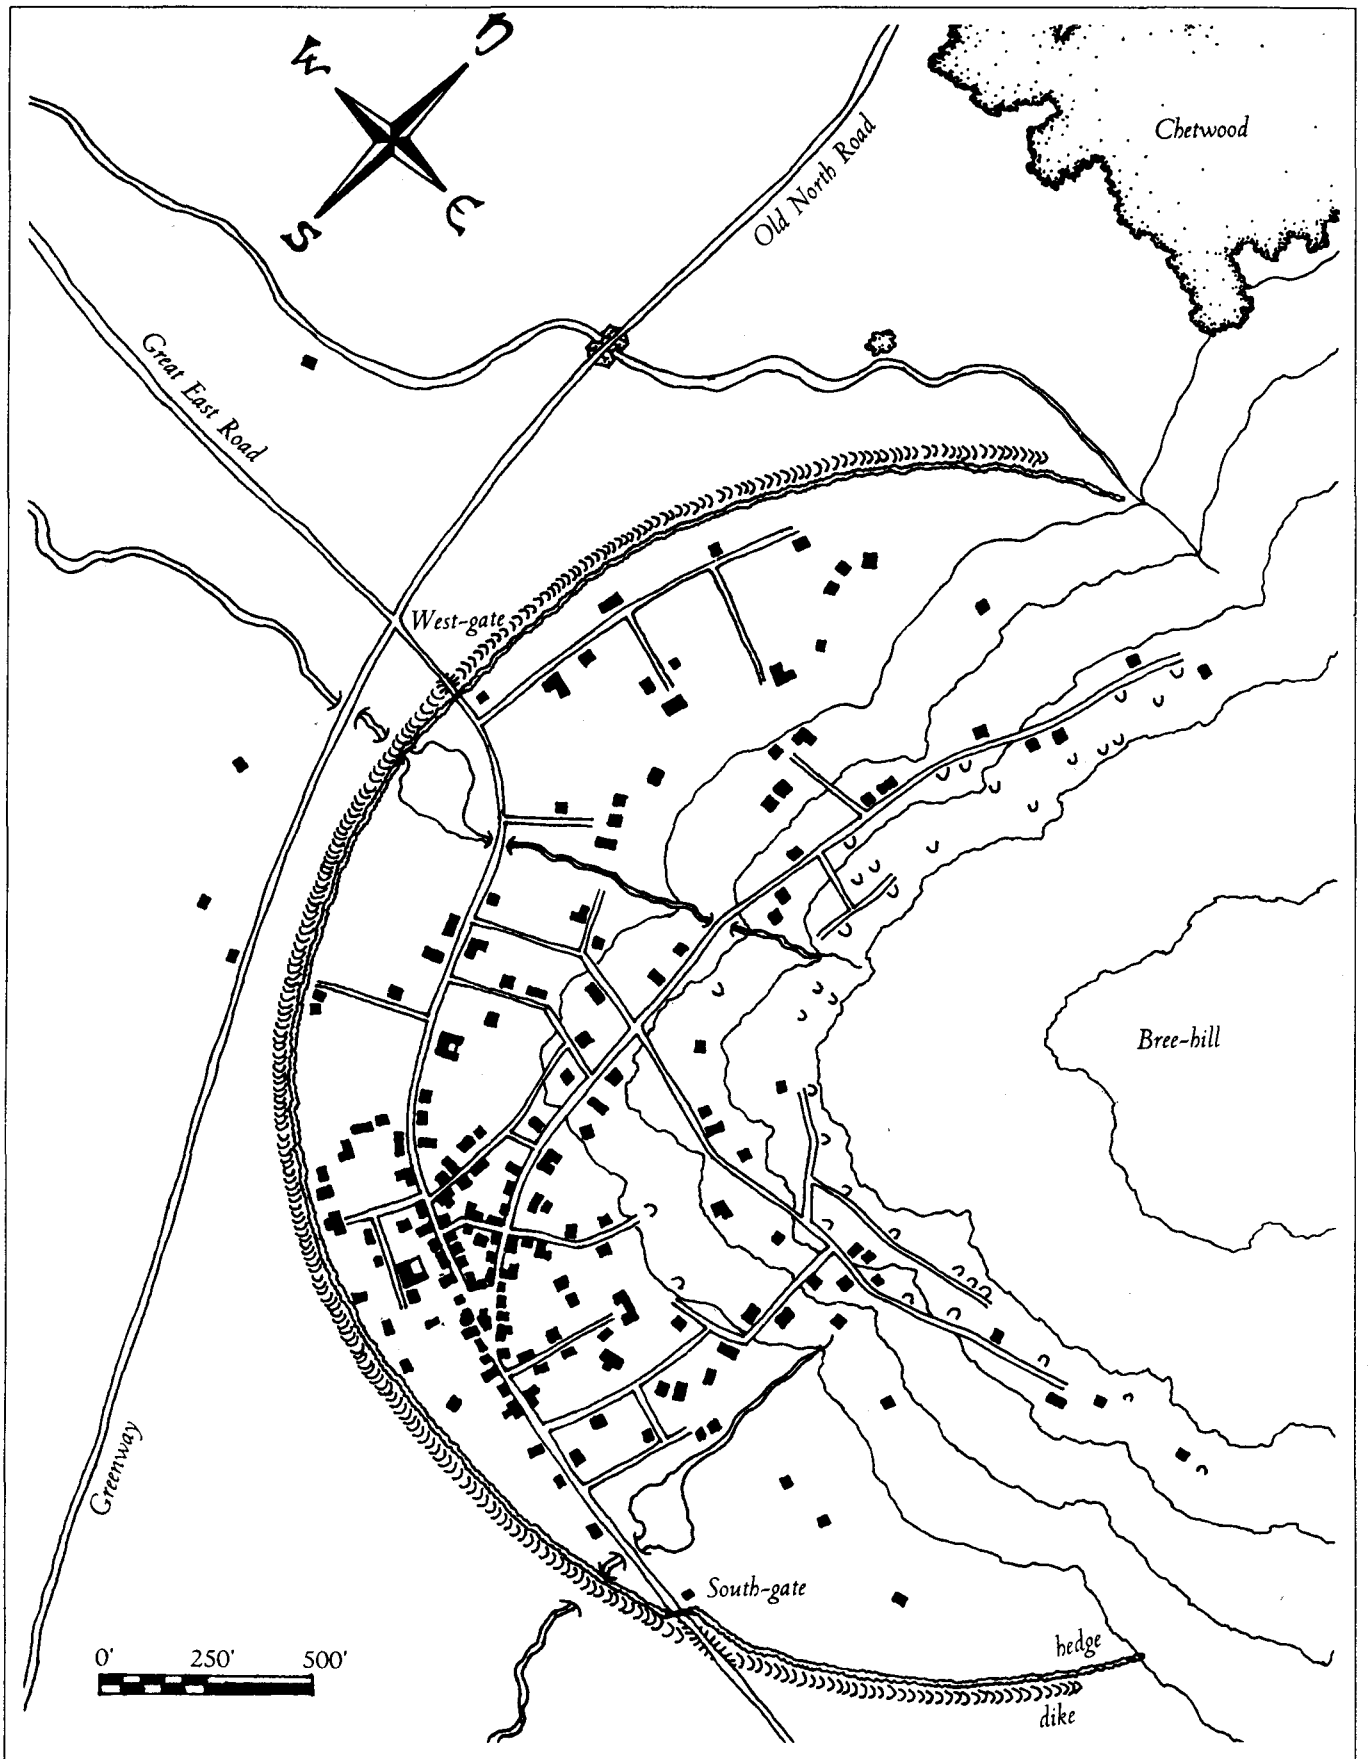 N
W
E
S
Chetwood
Old North Road
Great East Road
West-gate
Bree-hill
Greenway
South-gate
0' 250' 500'
hedge
dike